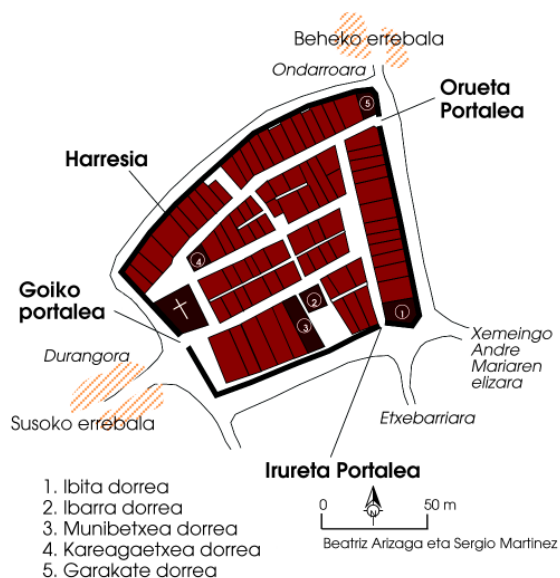 Beheko errebala
Ondarroara
5
Orueta
Portalea
Harresia
4
Goiko
portalea
2
3
1
Durangora
Xemeingo
Andre
Mariaren
elizara
Susoko errebala
Etxebarriara
Irureta Portalea
1. Ibita dorrea
2. Ibarra dorrea
3. Munibetxea dorrea
4. Kareagaetxea dorrea
5. Garakate dorrea
N
0 50 m
Beatriz Arizaga eta Sergio Martinez